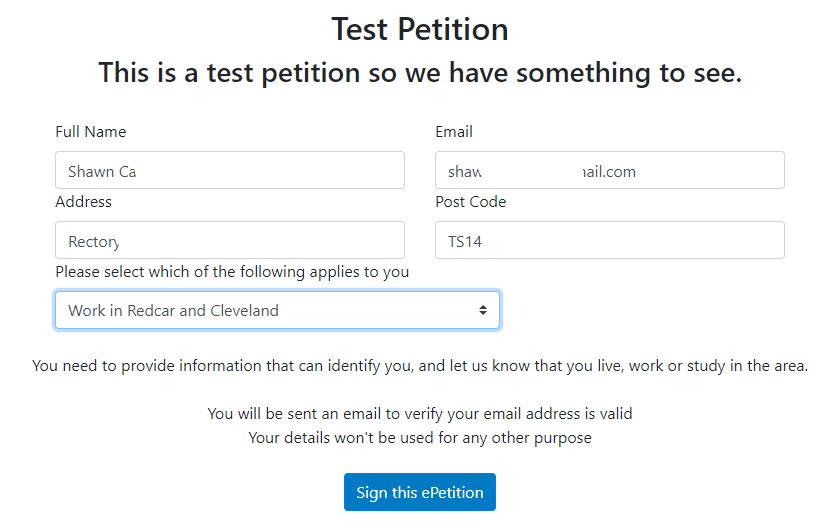 Test Petition
This is a test petition so we have something to see.
Full Name Email
Shawn Ca shaw ail.com
Address Post Code
Rectory TS14
Please select which of the following applies to you
Work in Redcar and Cleveland
You need to provide information that can identify you, and let us know that you live, work or study in the area.
You will be sent an email to verify your email address is valid
Your details won't be used for any other purpose
Sign this ePetition